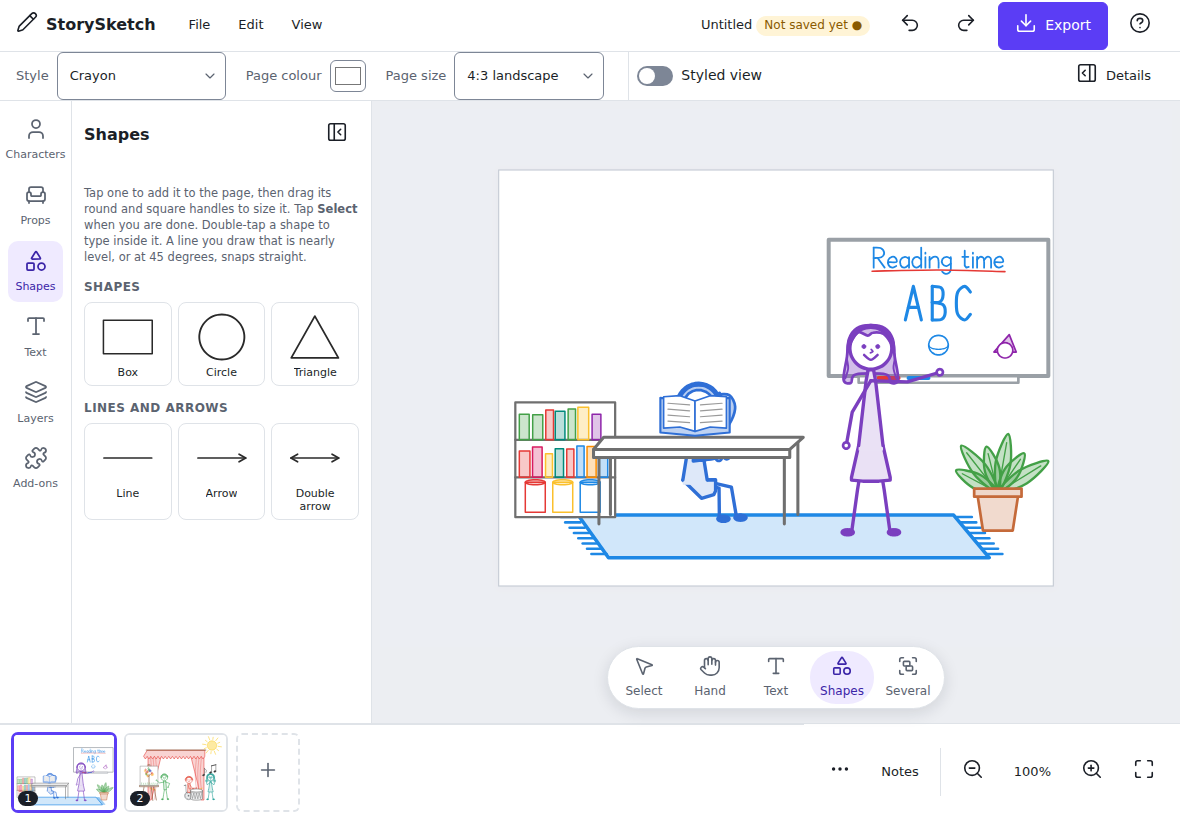 StorySketch
File
Edit
View
Untitled
Not saved yet
Export
Style
Crayon
Page colour
Page size
4:3 landscape
Styled view
Details
Characters
Props
Shapes
Text
Layers
Add-ons
Shapes
Tap one to add it to the page, then drag its
round and square handles to size it. Tap Select
when you are done. Double-tap a shape to
type inside it. A line you draw that is nearly
level, or at 45 degrees, snaps straight.
SHAPES
Box
Circle
Triangle
LINES AND ARROWS
Line
Arrow
Double
arrow
Reading time
ABC
Select
Hand
Text
Shapes
Several
Reading time
ABC
1
2
Notes
100%